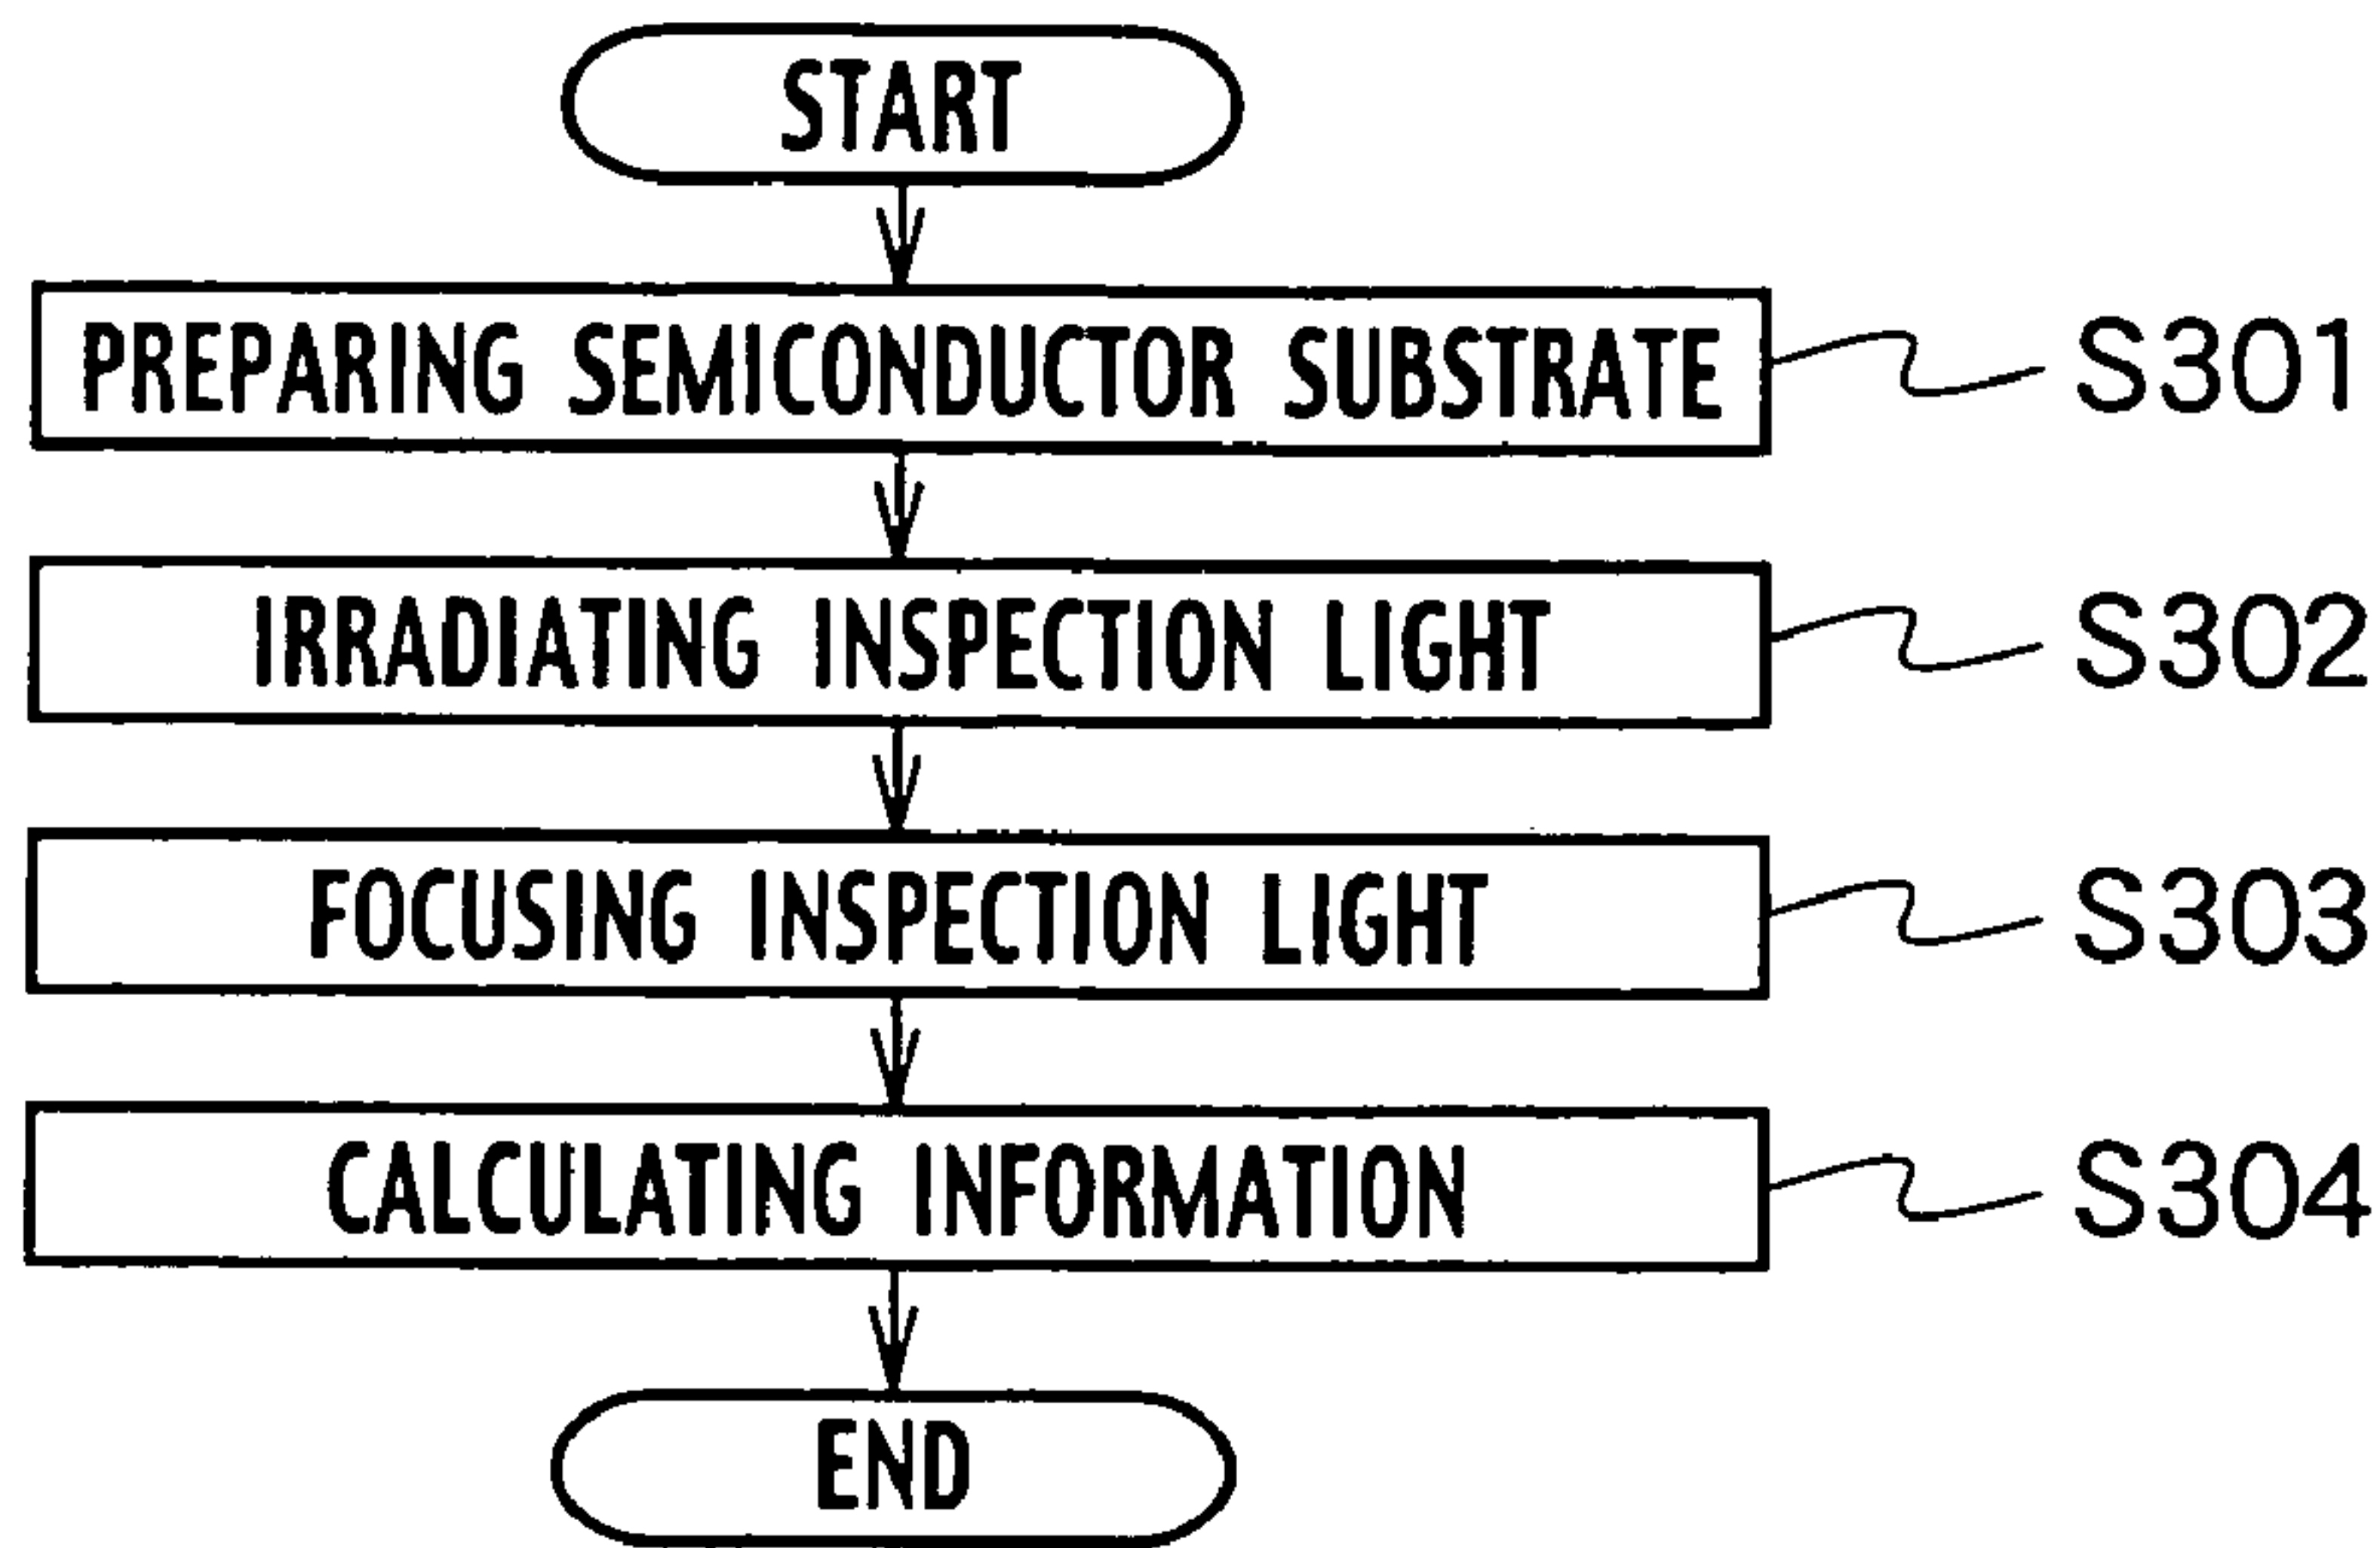 START
PREPARING SEMICONDUCTOR SUBSTRATE S301
IRRADIATING INSPECTION LIGHT S302
FOCUSING INSPECTION LIGHT S303
CALCULATING INFORMATION S304
END